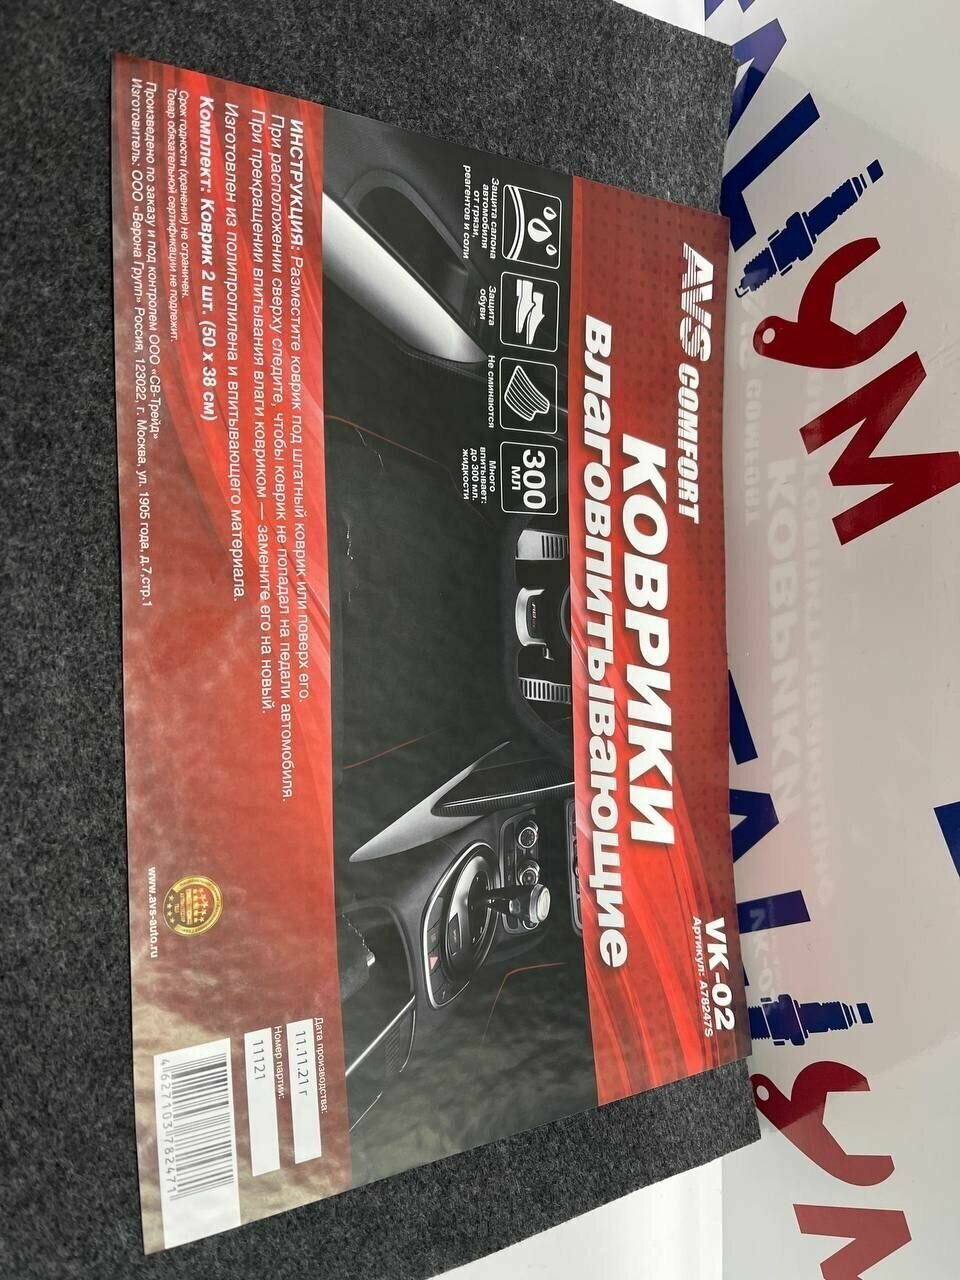 AVS COMFORT
VK-02
Артикул: A78247S
КОВРИКИ
ВЛАГОВПИТЫВАЮЩИЕ
Защита салона
автомобиля
от грязи,
реагентов и соли
Защита
обуви
Не сминаются
300
МЛ
Много
впитывает:
до 300 мл.
жидкости
ИНСТРУКЦИЯ: Разместите коврик под штатный коврик или поверх его.
При расположении сверху следите, чтобы коврик не попадал на педали автомобиля.
При прекращении впитывания влаги ковриком — замените его на новый.
Изготовлен из полипропилена и впитывающего материала.
Комплект: Коврик 2 шт. (50 х 38 см)
Срок годности (хранения) не ограничен.
Товар обязательной сертификации не подлежит.
Произведено по заказу и под контролем ООО «СВ-Трейд»
Изготовитель: ООО «Верона Групп» Россия, 123022, г. Москва, ул. 1905 года, д.7,стр.1
www.avs-auto.ru
Дата производства:
11.11.21 г
Номер партии:
11121
4627103782471